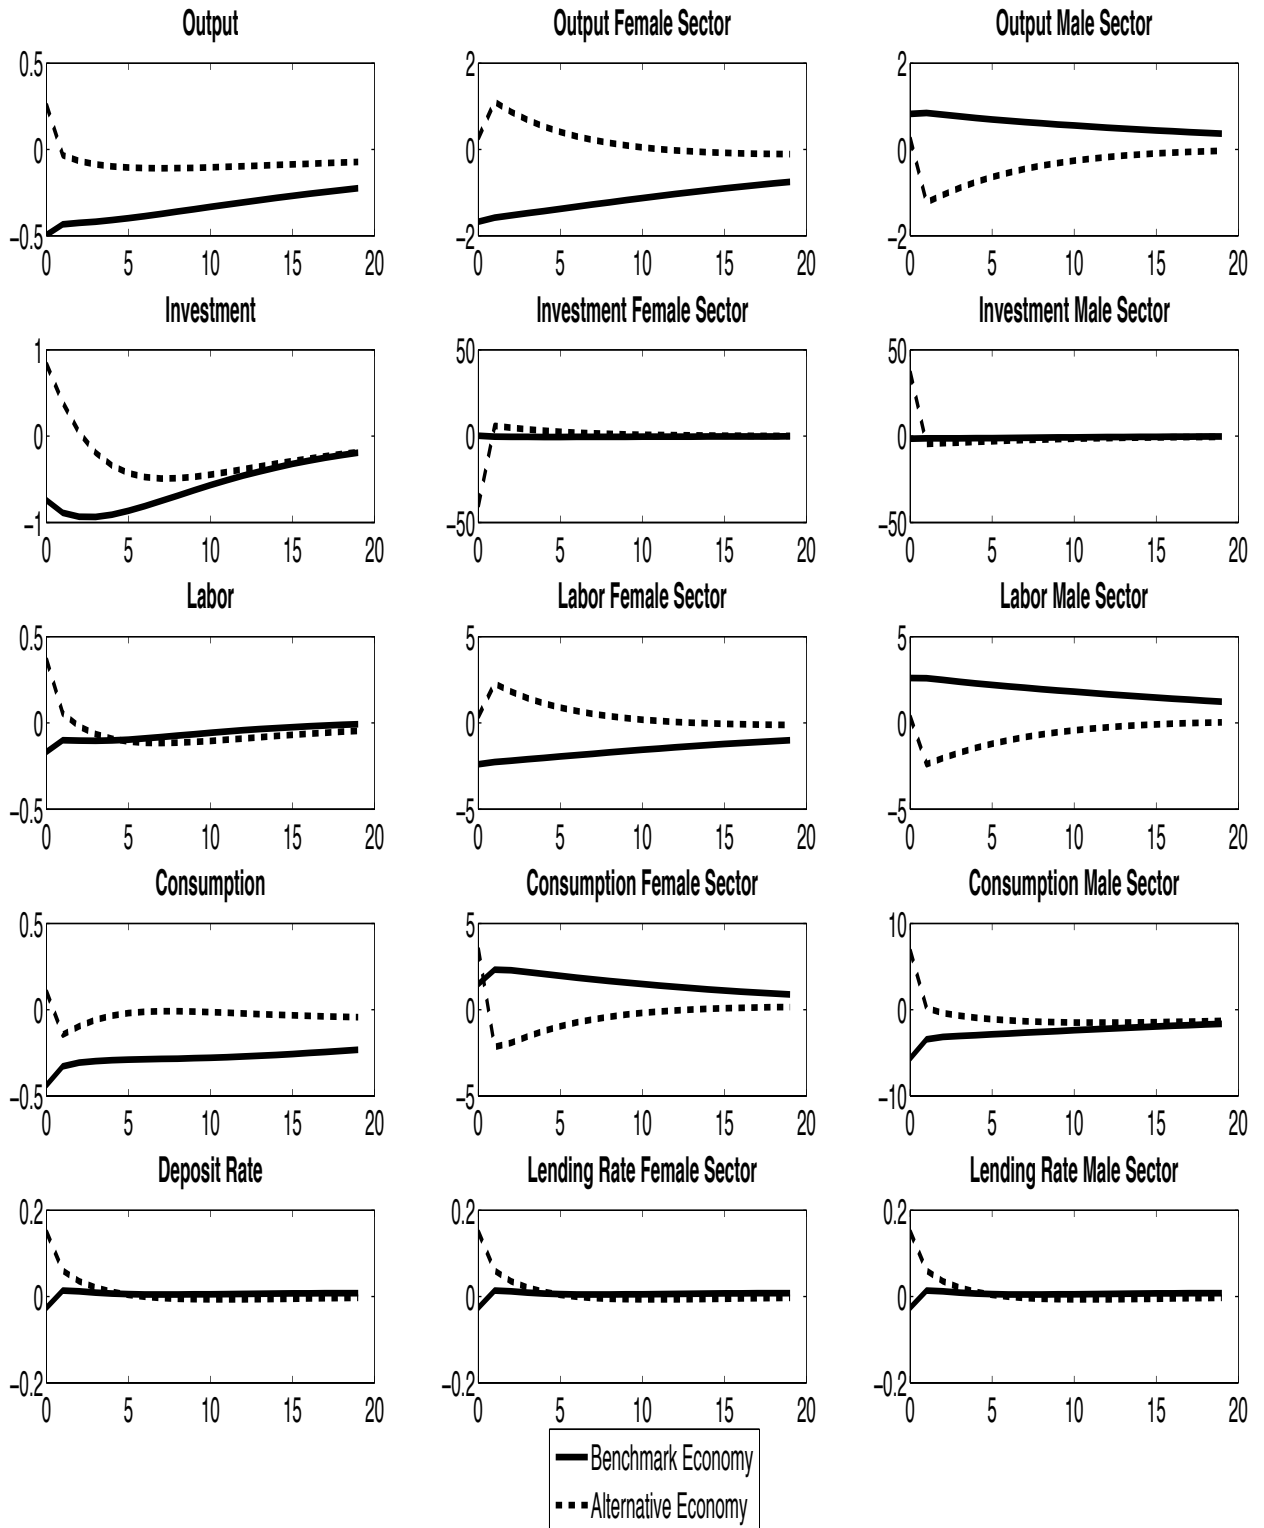 Output
Output Female Sector
Output Male Sector
0.5
0
−0.5
0 5 10 15 20
2
0
−2
0 5 10 15 20
2
0
−2
0 5 10 15 20
Investment
Investment Female Sector
Investment Male Sector
1
0
−1
0 5 10 15 20
50
0
−50
0 5 10 15 20
50
0
−50
0 5 10 15 20
Labor
Labor Female Sector
Labor Male Sector
0.5
0
−0.5
0 5 10 15 20
5
0
−5
0 5 10 15 20
5
0
−5
0 5 10 15 20
Consumption
Consumption Female Sector
Consumption Male Sector
0.5
0
−0.5
0 5 10 15 20
5
0
−5
0 5 10 15 20
10
0
−10
0 5 10 15 20
Deposit Rate
Lending Rate Female Sector
Lending Rate Male Sector
0.2
0
−0.2
0 5 10 15 20
0.2
0
−0.2
0 5 10 15 20
0.2
0
−0.2
0 5 10 15 20
Benchmark Economy
Alternative Economy